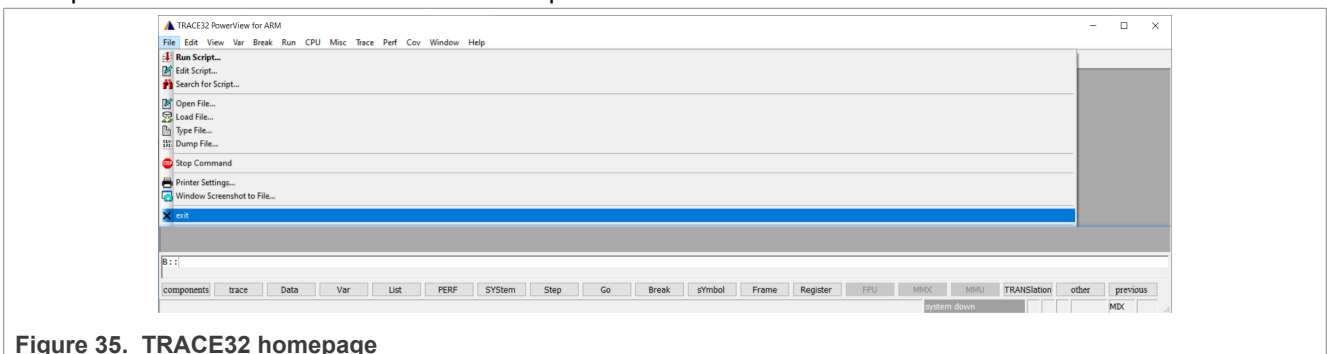 TRACE32 PowerView for ARM
File Edit View Var Break Run CPU Misc Trace Perf Cov Window Help
Run Script...
Edit Script...
Search for Script...
Open File...
Load File...
Type File...
Dump File...
Stop Command
Printer Settings...
Window Screenshot to File...
exit
B::
components trace Data Var List PERF SYStem Step Go Break sYmbol Frame Register FPU MMX MMU TRANSlation other previous
system down MIX
Figure 35. TRACE32 homepage